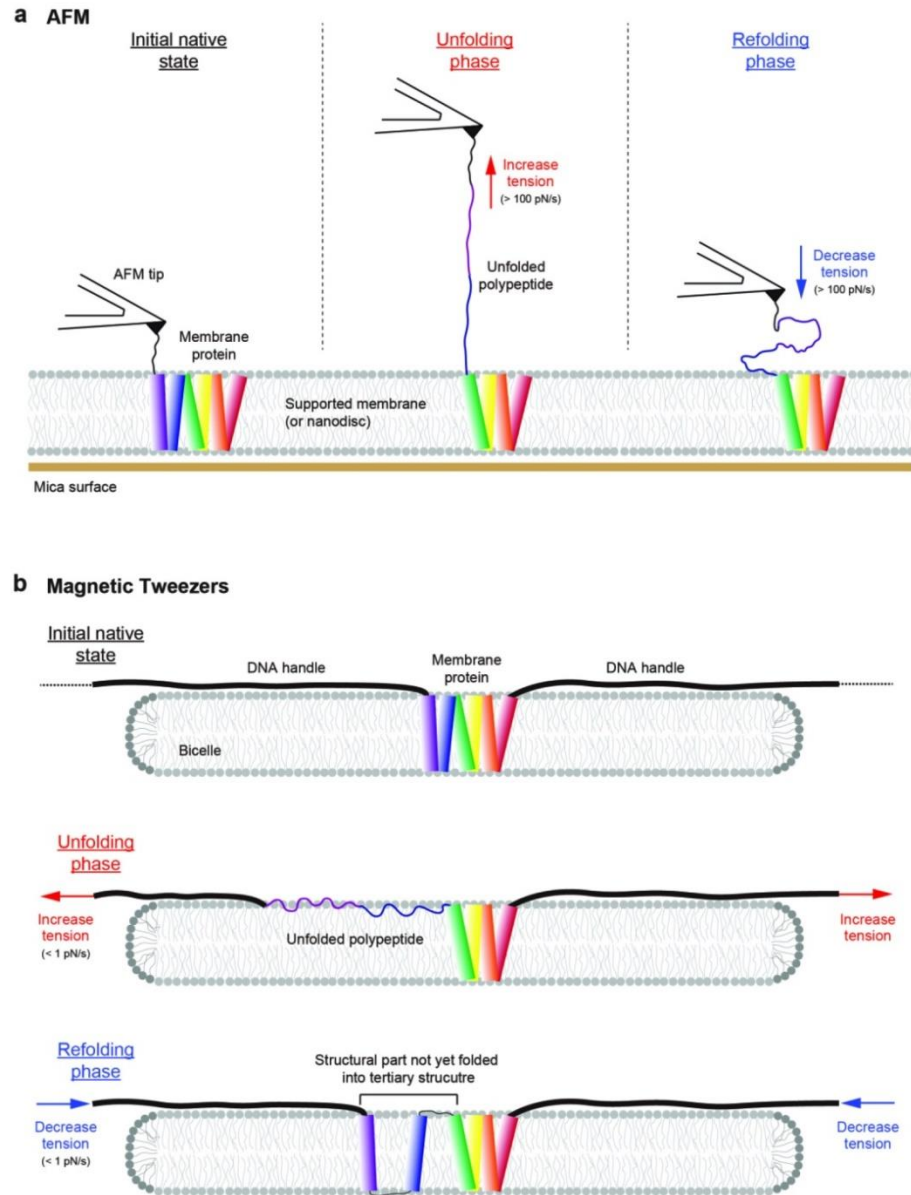 a AFM
Initial native
state
Unfolding
phase
Refolding
phase
Increase
tension
(> 100 pN/s)
Decrease
tension
(> 100 pN/s)
AFM tip
Unfolded
polypeptide
Membrane
protein
Supported membrane
(or nanodisc)
Mica surface
b Magnetic Tweezers
Initial native
state
DNA handle
Membrane
protein
DNA handle
Bicelle
Unfolding
phase
Increase
tension
(< 1 pN/s)
Unfolded polypeptide
Increase
tension
Refolding
phase
Structural part not yet folded
into tertiary strucutre
Decrease
tension
(< 1 pN/s)
Decrease
tension